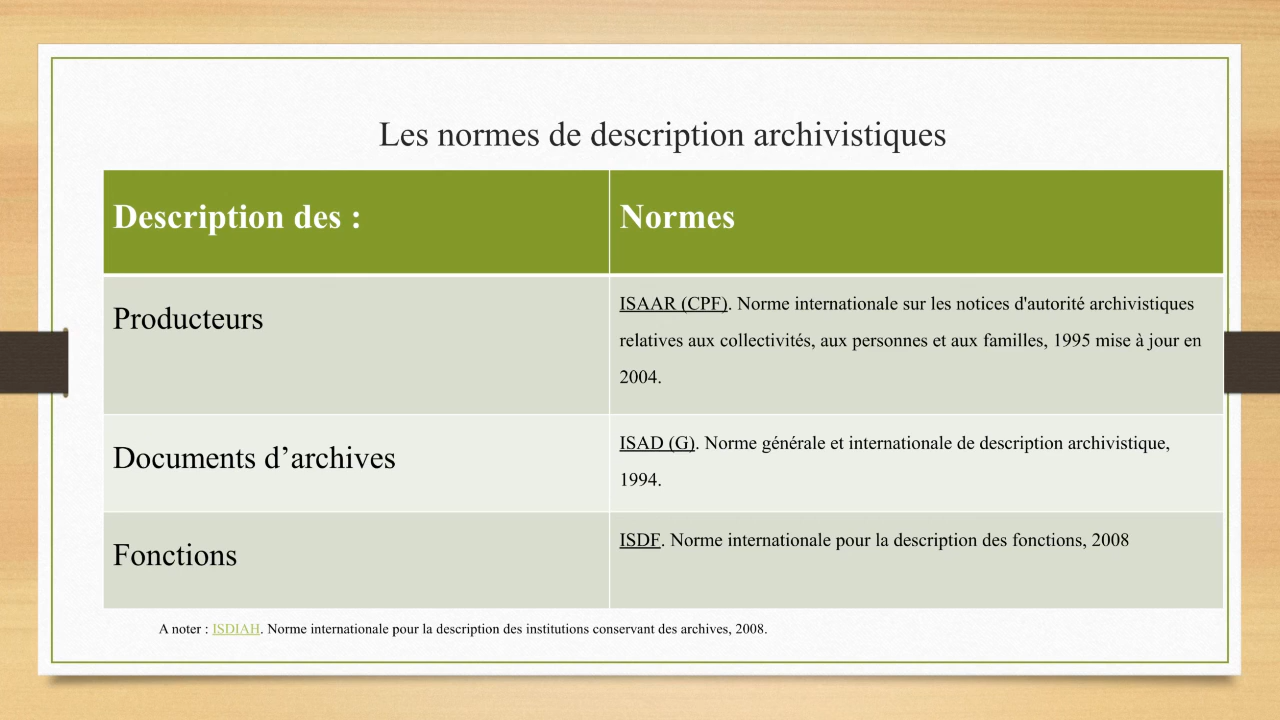 Les normes de description archivistiques
Description des :
Normes
Producteurs
ISAAR (CPF). Norme internationale sur les notices d'autorité archivistiques
relatives aux collectivités, aux personnes et aux familles, 1995 mise à jour en
2004.
Documents d’archives
ISAD (G). Norme générale et internationale de description archivistique,
1994.
Fonctions
ISDF. Norme internationale pour la description des fonctions, 2008
A noter : ISDIAH. Norme internationale pour la description des institutions conservant des archives, 2008.